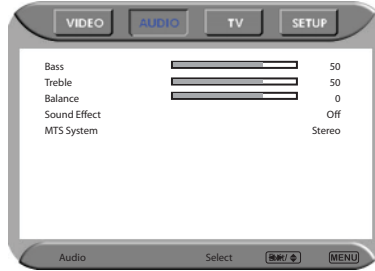 VIDEO AUDIO TV SETUP
Bass 50
Treble 50
Balance 0
Sound Effect Off
MTS System Stereo
Audio Select MENU